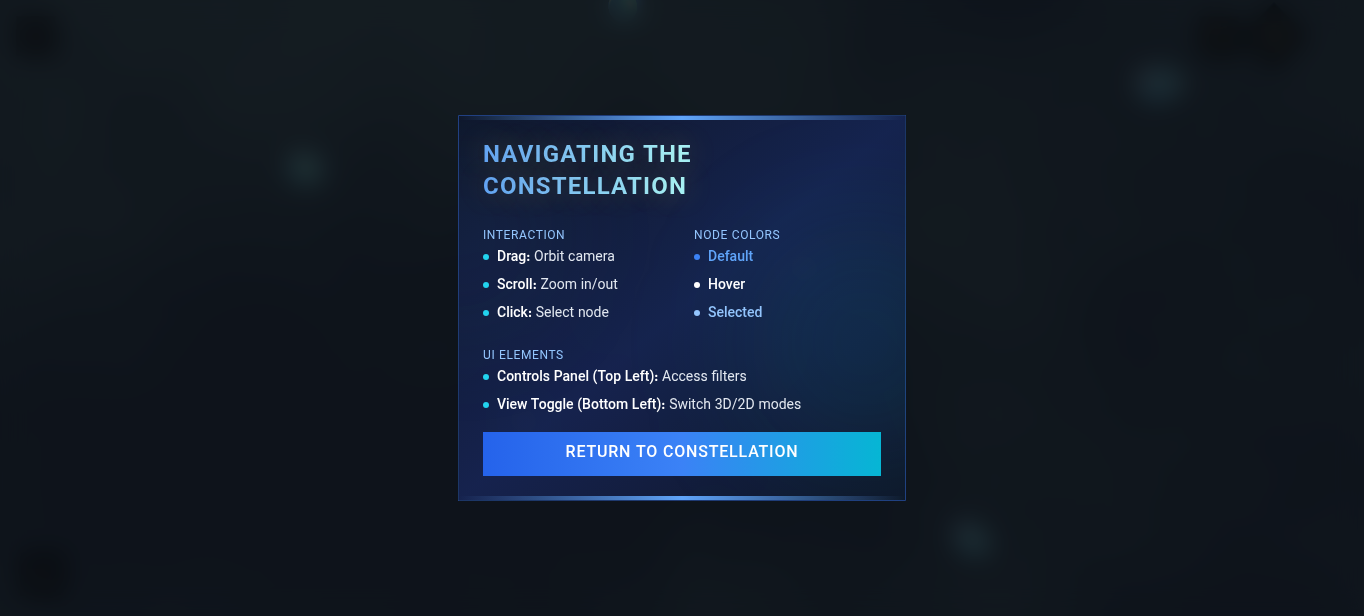 NAVIGATING THE
CONSTELLATION
INTERACTION
Drag: Orbit camera
Scroll: Zoom in/out
Click: Select node
NODE COLORS
Default
Hover
Selected
UI ELEMENTS
Controls Panel (Top Left): Access filters
View Toggle (Bottom Left): Switch 3D/2D modes
RETURN TO CONSTELLATION